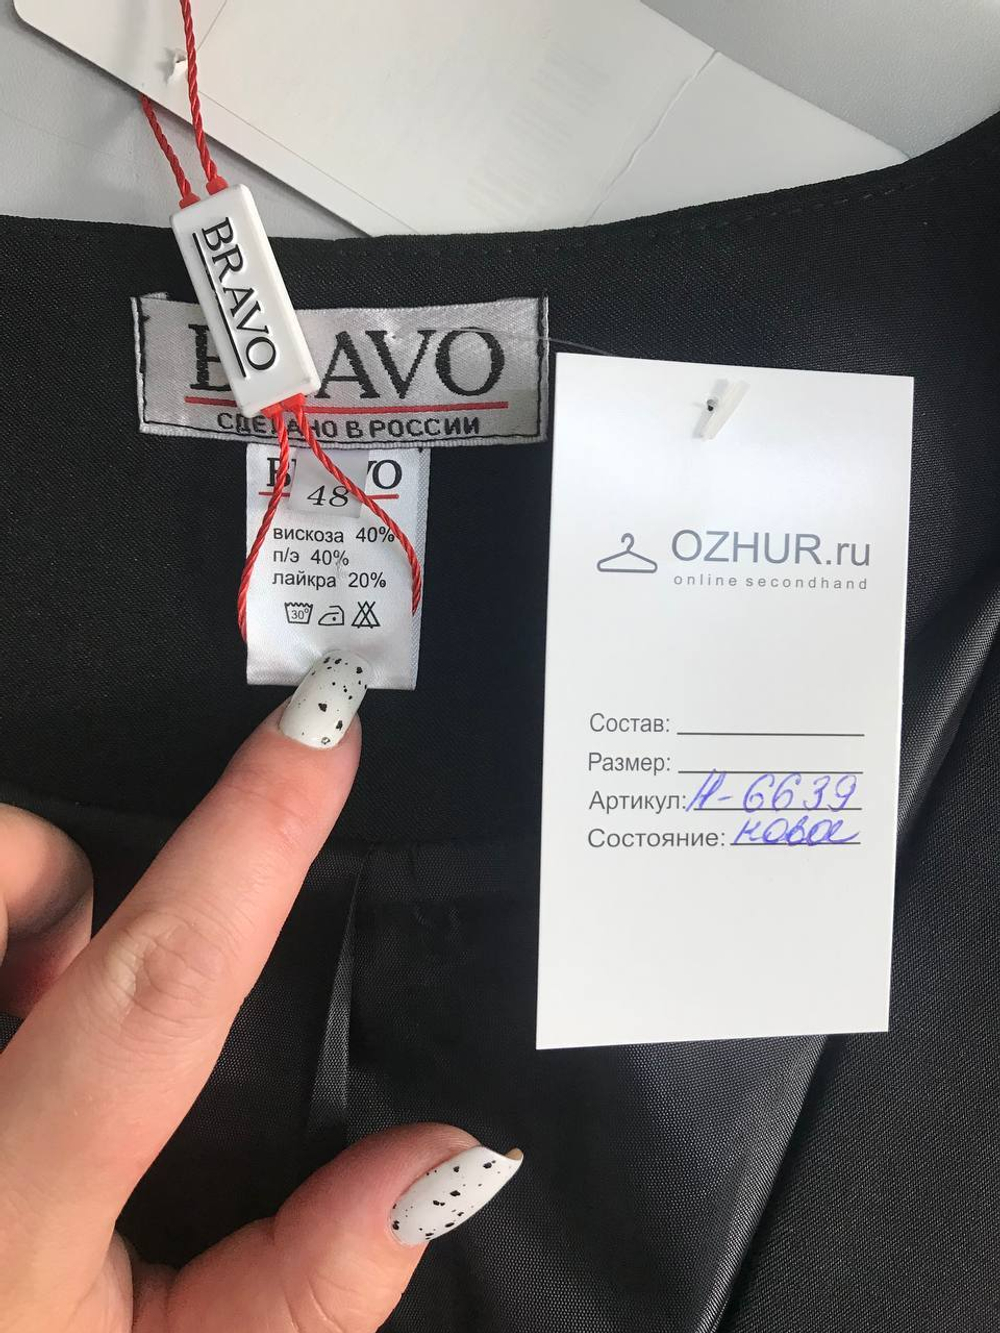 BRAVO
BRAVO
СДЕЛАНО В РОССИИ
BRAVO
48
вискоза 40%
п/э 40%
лайкра 20%
30°
OZHUR.ru
online secondhand
Состав:
Размер:
Артикул: Н-6639
Состояние: новое